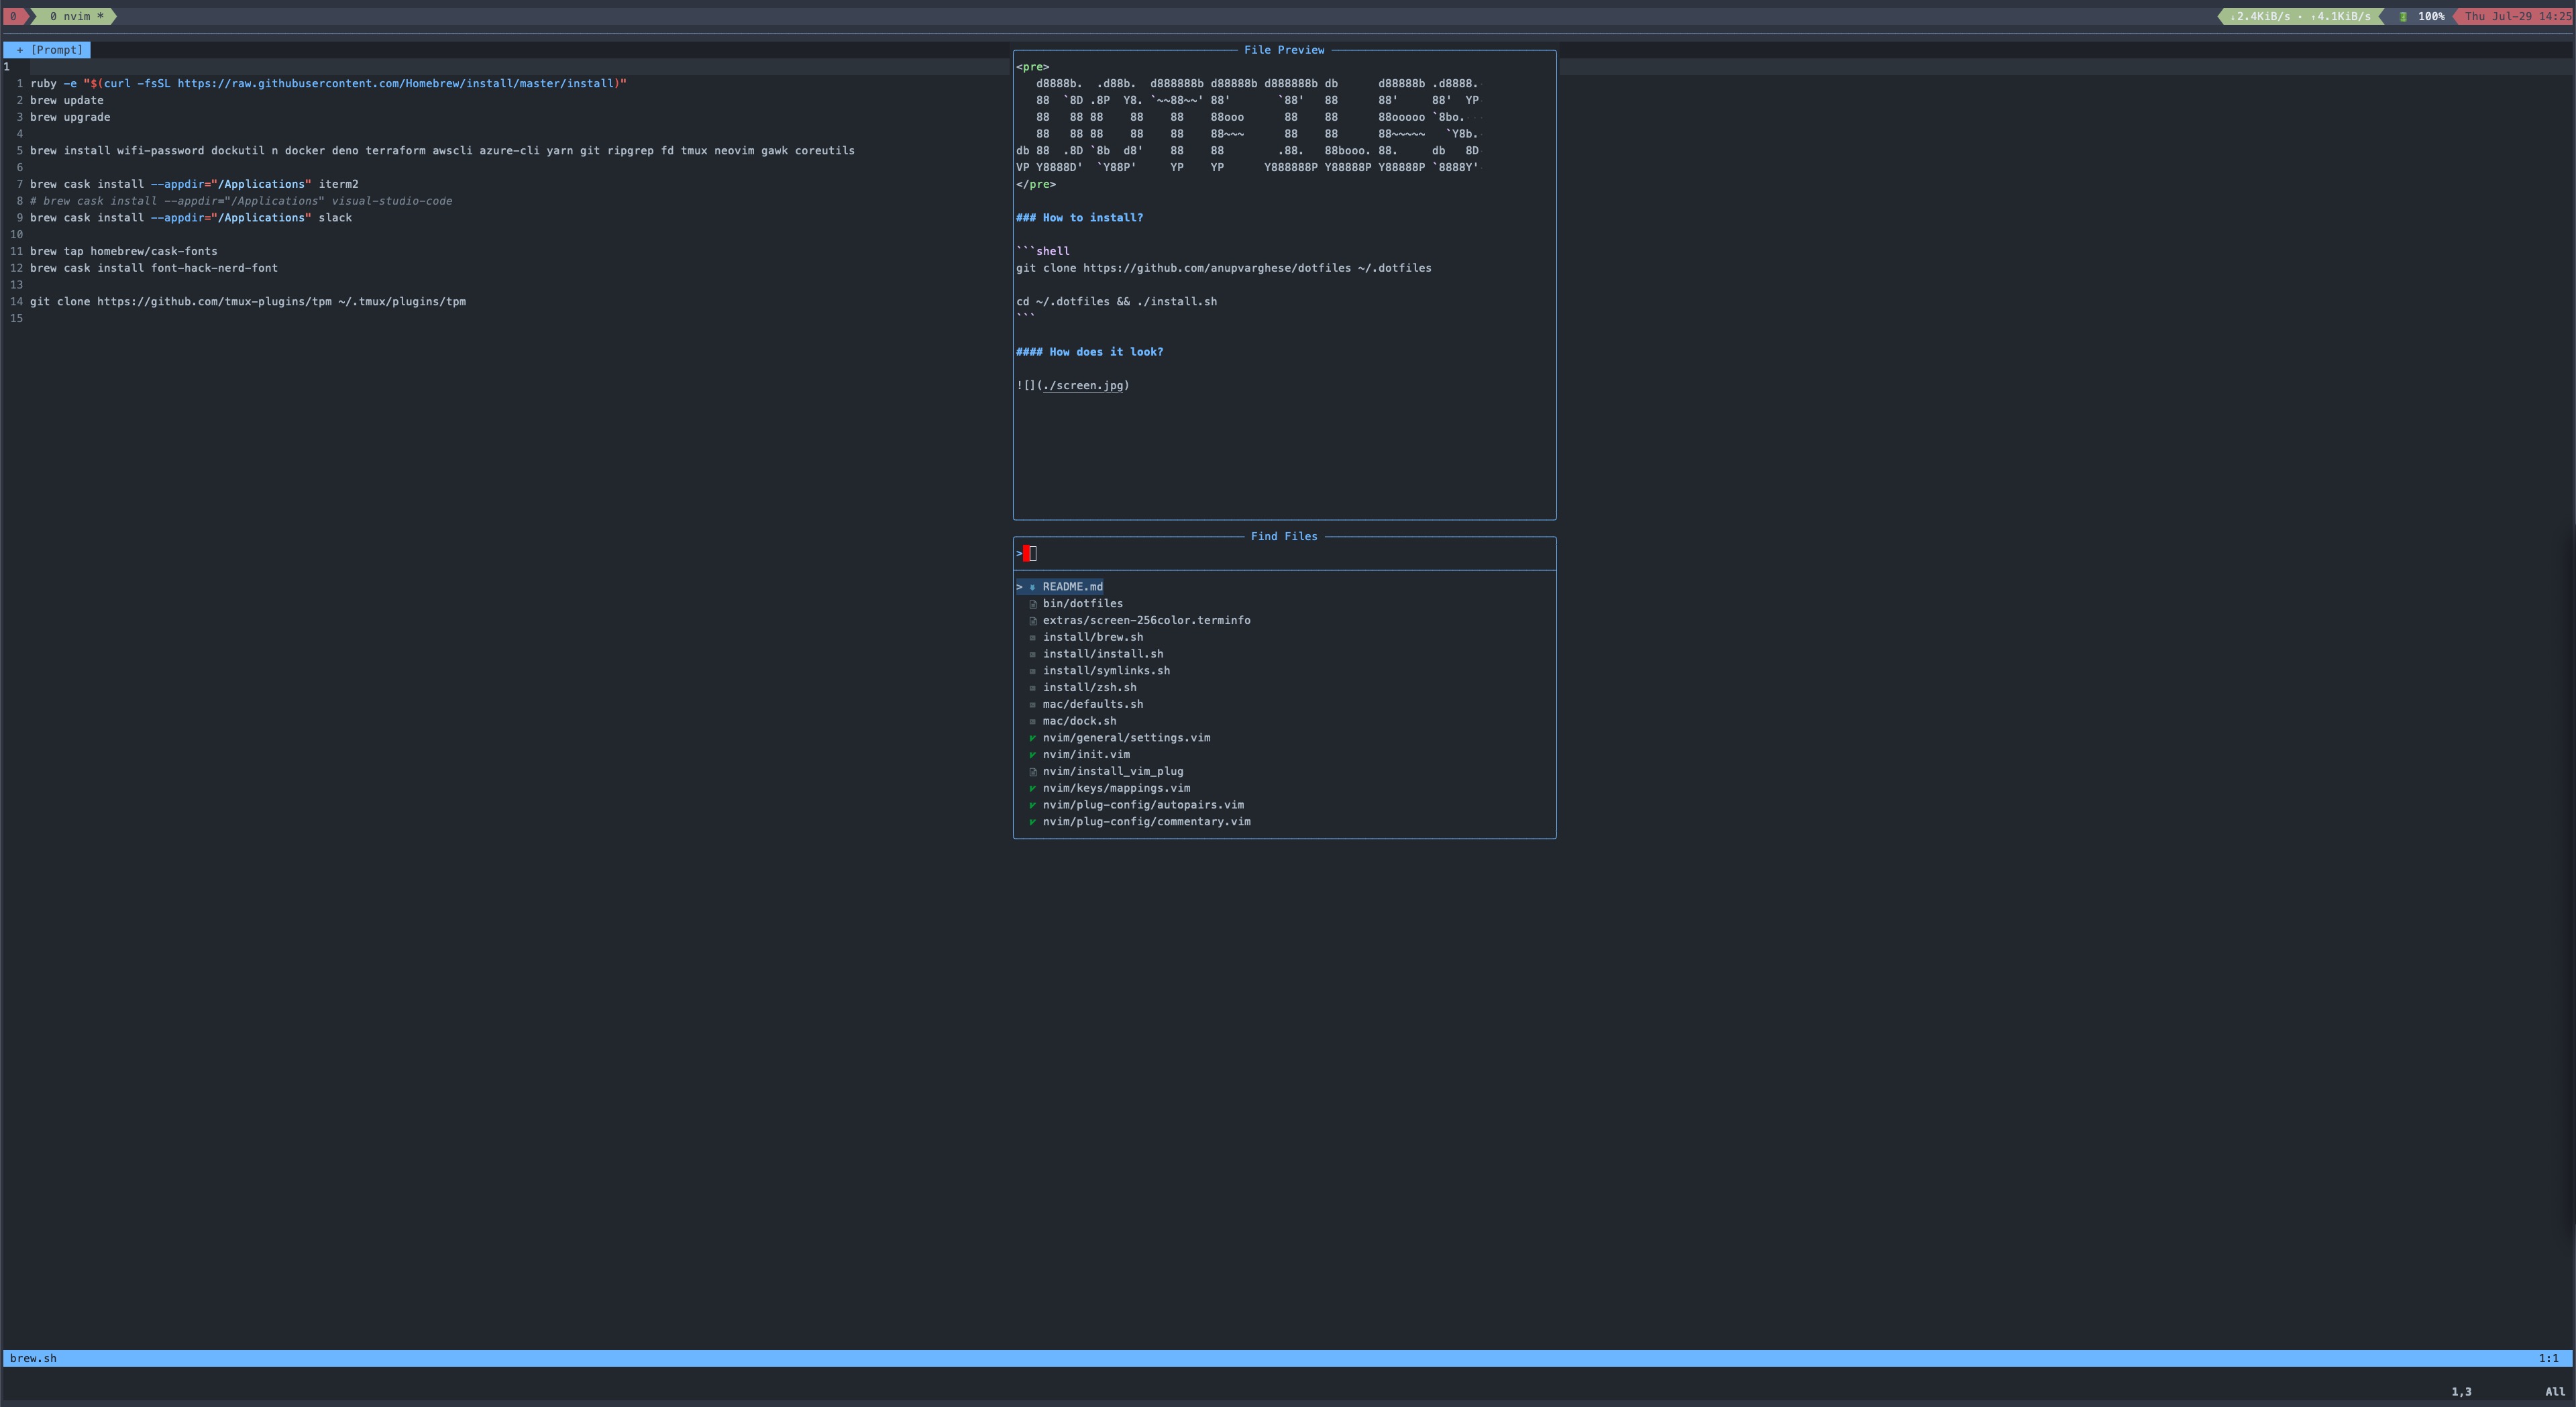 0  0 nvim *
↓2.4KiB/s • ↑4.1KiB/s  100%  Thu Jul-29 14:25
+ [Prompt]
1
1 ruby -e "$(curl -fsSL https://raw.githubusercontent.com/Homebrew/install/master/install)"
2 brew update
3 brew upgrade
4
5 brew install wifi-password dockutil n docker deno terraform awscli azure-cli yarn git ripgrep fd tmux neovim gawk coreutils
6
7 brew cask install --appdir="/Applications" iterm2
8 # brew cask install --appdir="/Applications" visual-studio-code
9 brew cask install --appdir="/Applications" slack
10
11 brew tap homebrew/cask-fonts
12 brew cask install font-hack-nerd-font
13
14 git clone https://github.com/tmux-plugins/tpm ~/.tmux/plugins/tpm
15
File Preview
<pre>
   d8888b.  .d88b.  d888888b d88888b d888888b db      d88888b .d8888.
   88  `8D .8P  Y8. `~~88~~' 88'       `88'   88      88'     88'  YP
   88   88 88    88    88    88ooo      88    88      88ooooo `8bo.
   88   88 88    88    88    88~~~      88    88      88~~~~~   `Y8b.
db 88  .8D `8b  d8'    88    88        .88.   88booo. 88.     db   8D
VP Y8888D'  `Y88P'     YP    YP      Y888888P Y88888P Y88888P `8888Y'
</pre>
### How to install?
```shell
git clone https://github.com/anupvarghese/dotfiles ~/.dotfiles
cd ~/.dotfiles && ./install.sh
```
#### How does it look?
![](./screen.jpg)
Find Files
>
> README.md
bin/dotfiles
extras/screen-256color.terminfo
install/brew.sh
install/install.sh
install/symlinks.sh
install/zsh.sh
mac/defaults.sh
mac/dock.sh
nvim/general/settings.vim
nvim/init.vim
nvim/install_vim_plug
nvim/keys/mappings.vim
nvim/plug-config/autopairs.vim
nvim/plug-config/commentary.vim
brew.sh  1:1
1,3  All